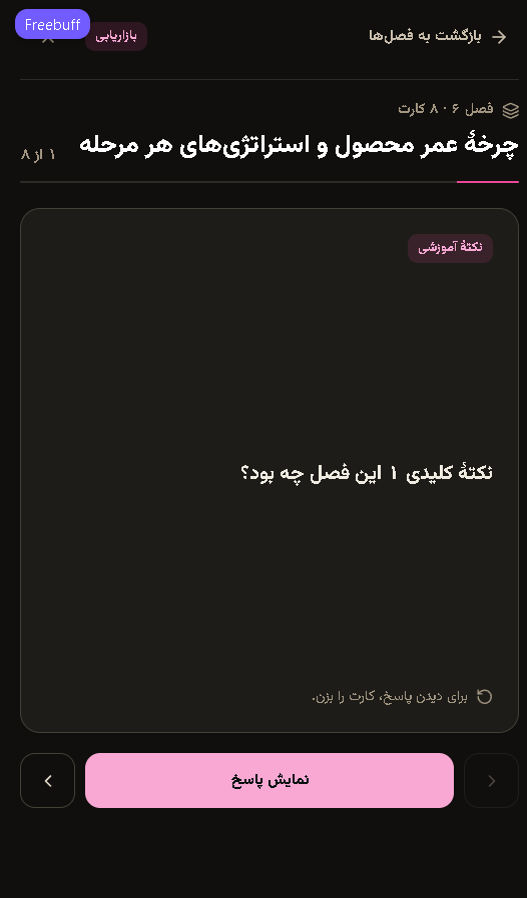 Freebuff
بازگشت به فصل‌ها
بازاریابی
فصل ۶ · ۸ کارت
چرخهٔ عمر محصول و استراتژی‌های هر مرحله
۱ از ۸
نکتهٔ آموزشی
نکتهٔ کلیدی ۱ این فصل چه بود؟
برای دیدن پاسخ، کارت را بزن.
نمایش پاسخ